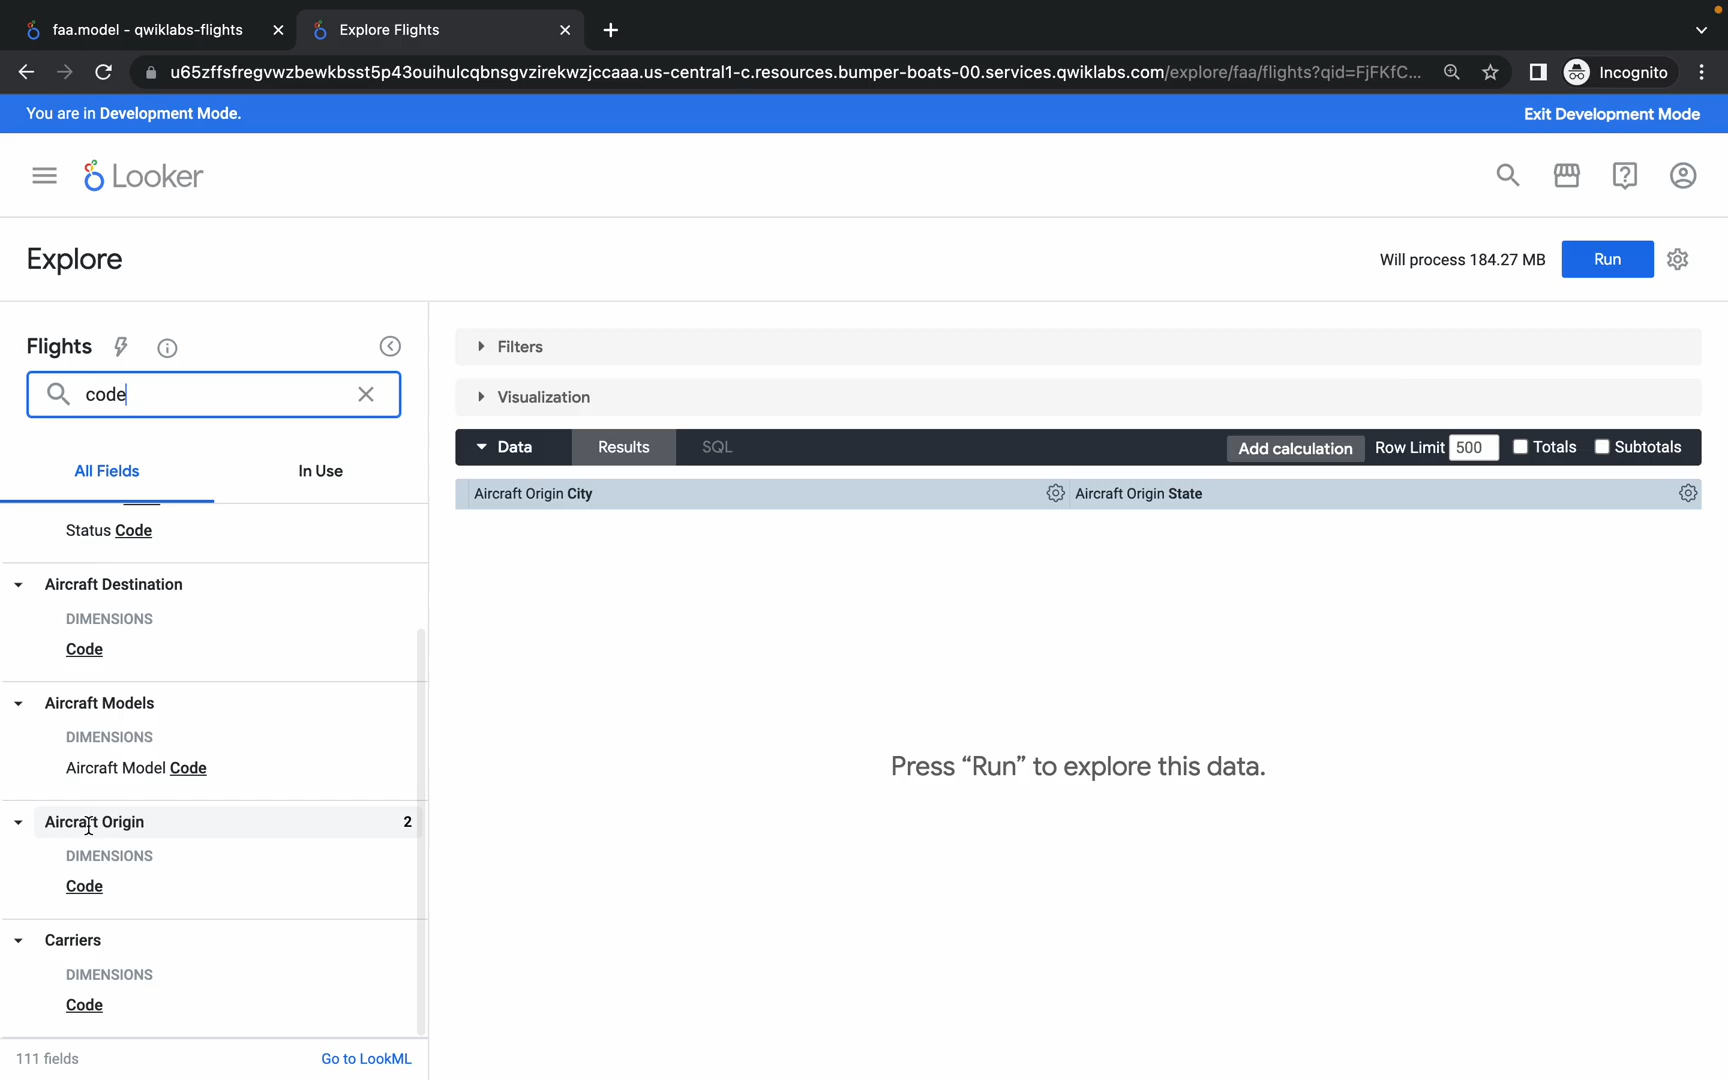 faa.model - qwiklabs-flights
Explore Flights
u65zffsfregvwzbewkbsst5p43ouihulcqbnsgvzirekwzjccaaa.us-central1-c.resources.bumper-boats-00.services.qwiklabs.com/explore/faa/flights?qid=FjFKfC...
Incognito
You are in Development Mode.
Exit Development Mode
Looker
Explore
Will process 184.27 MB
Run
Flights
code
All Fields
In Use
Status Code
Aircraft Destination
DIMENSIONS
Code
Aircraft Models
DIMENSIONS
Aircraft Model Code
Aircraft Origin 2
DIMENSIONS
Code
Carriers
DIMENSIONS
Code
111 fields
Go to LookML
Filters
Visualization
Data
Results
SQL
Add calculation
Row Limit 500
Totals
Subtotals
Aircraft Origin City
Aircraft Origin State
Press “Run” to explore this data.